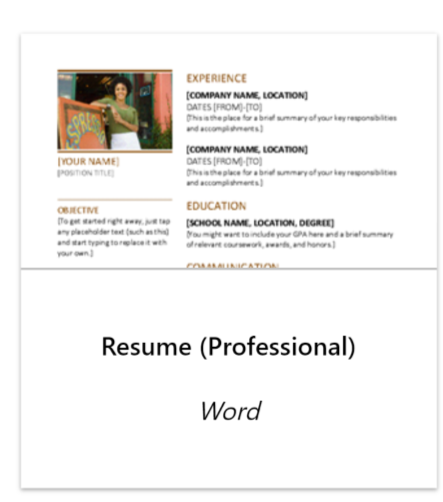 [YOUR NAME]
[POSITION TITLE]
OBJECTIVE
[To get started right away, just tap
any placeholder text (such as this)
and start typing to replace it with
your own.]
EXPERIENCE
[COMPANY NAME, LOCATION]
DATES [FROM]-[TO]
[This is the place for a brief summary of your key responsibilities
and accomplishments.]
[COMPANY NAME, LOCATION]
DATES [FROM]-[TO]
[This is the place for a brief summary of your key responsibilities
and accomplishments.]
EDUCATION
[SCHOOL NAME, LOCATION, DEGREE]
[You might want to include your GPA here and a brief summary
of relevant coursework, awards, and honors.]
COMMUNICATION
Resume (Professional)
Word